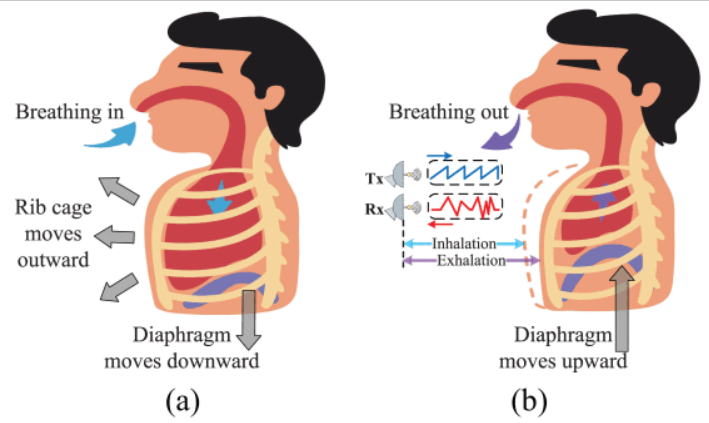 Breathing in
Rib cage
moves
outward
Diaphragm
moves downward
(a)
Breathing out
Tx
Rx
Inhalation
Exhalation
Diaphragm
moves upward
(b)